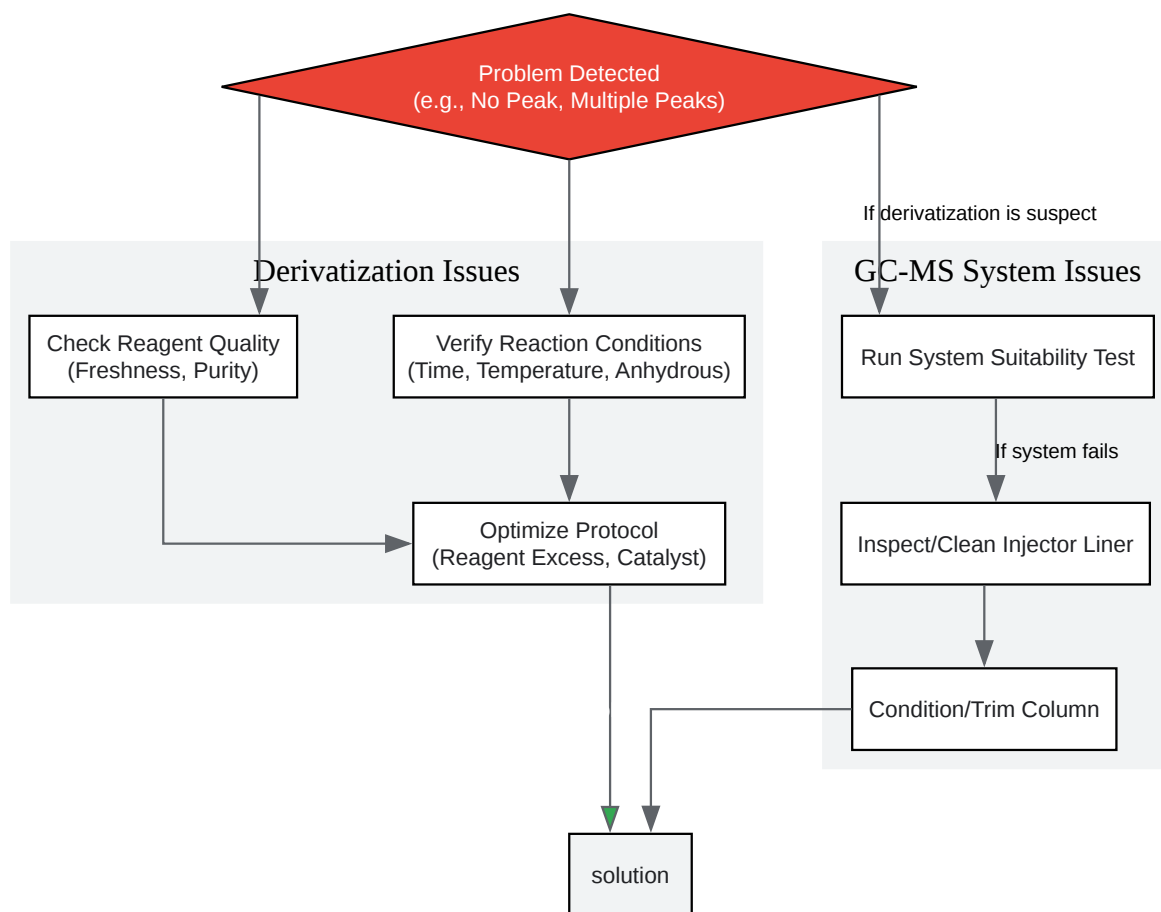 Problem Detected
(e.g., No Peak, Multiple Peaks)
If derivatization is suspect
Derivatization Issues
GC-MS System Issues
Check Reagent Quality
(Freshness, Purity)
Verify Reaction Conditions
(Time, Temperature, Anhydrous)
Run System Suitability Test
If system fails
Optimize Protocol
(Reagent Excess, Catalyst)
Inspect/Clean Injector Liner
Condition/Trim Column
solution